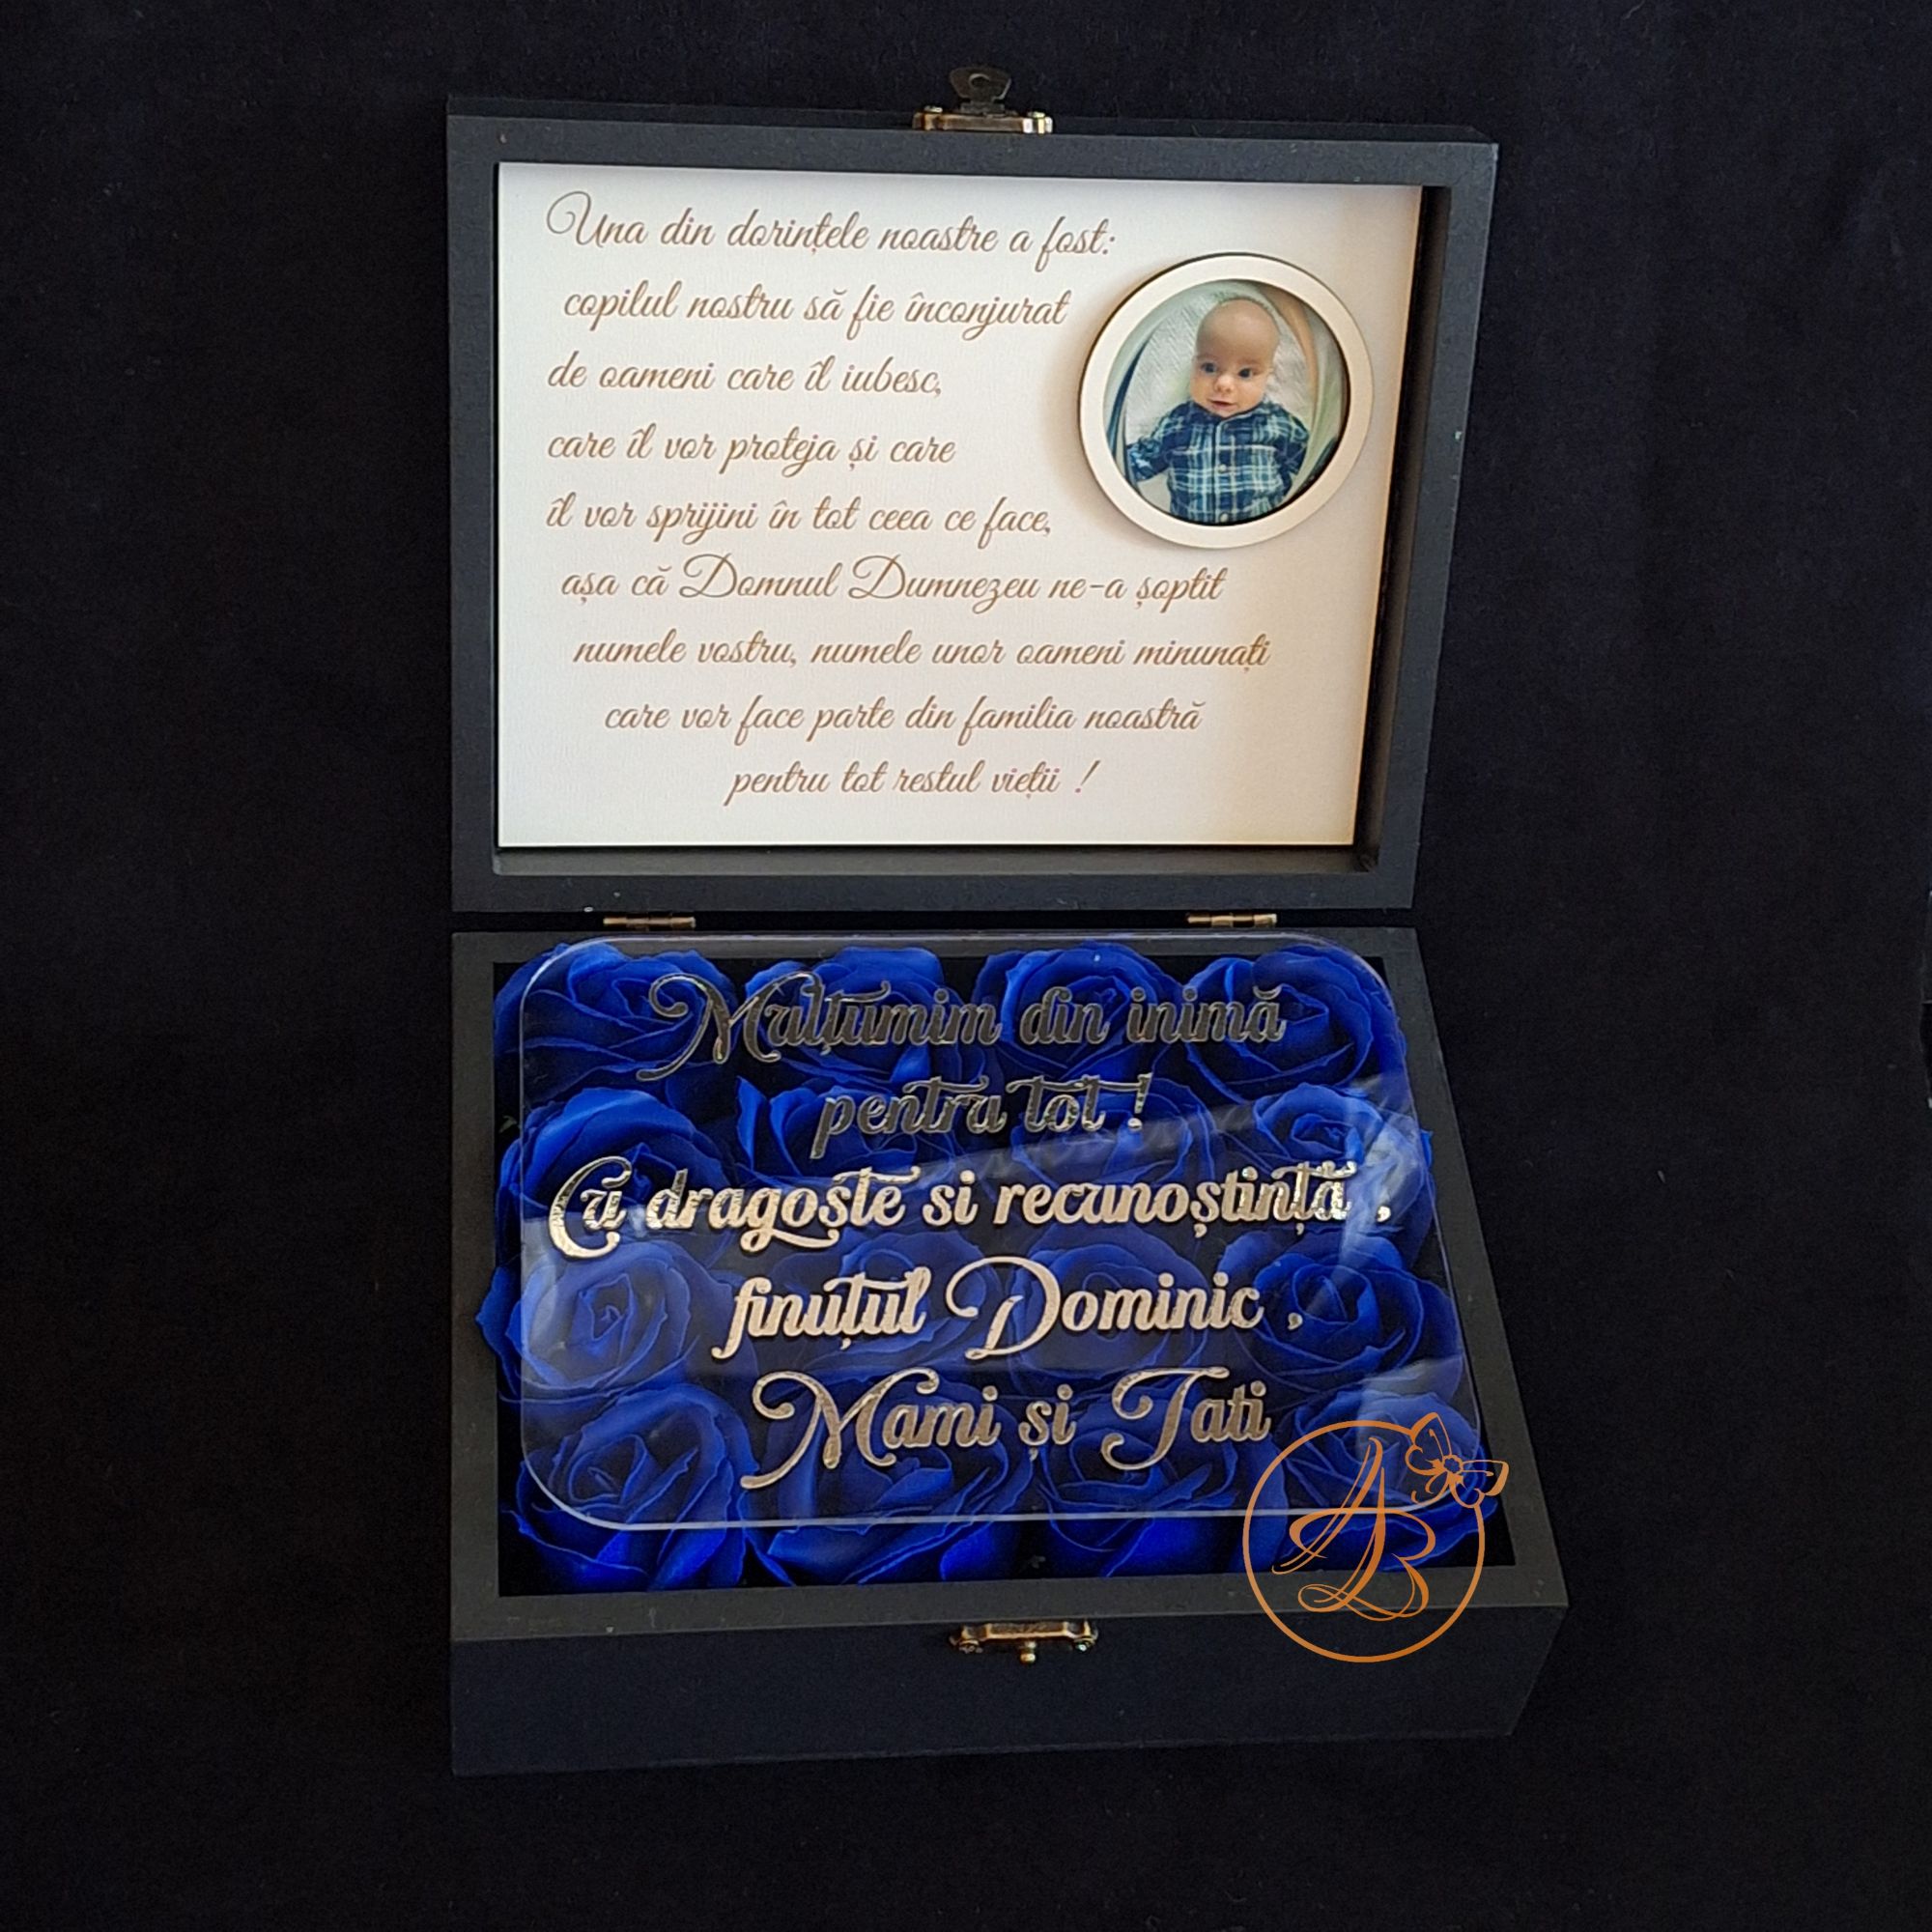 Una din dorințele noastre a fost:
copilul nostru să fie înconjurat
de oameni care îl iubesc,
care îl vor proteja și care
îl vor sprijini în tot ceea ce face,
așa că Domnul Dumnezeu ne-a șoptit
numele vostru, numele unor oameni minunați
care vor face parte din familia noastră
pentru tot restul vieții !
Mulțumim din inimă
pentru tot !
Cu dragoște si recunoștință ,
finuțul Dominic ,
Mami și Tati
AB